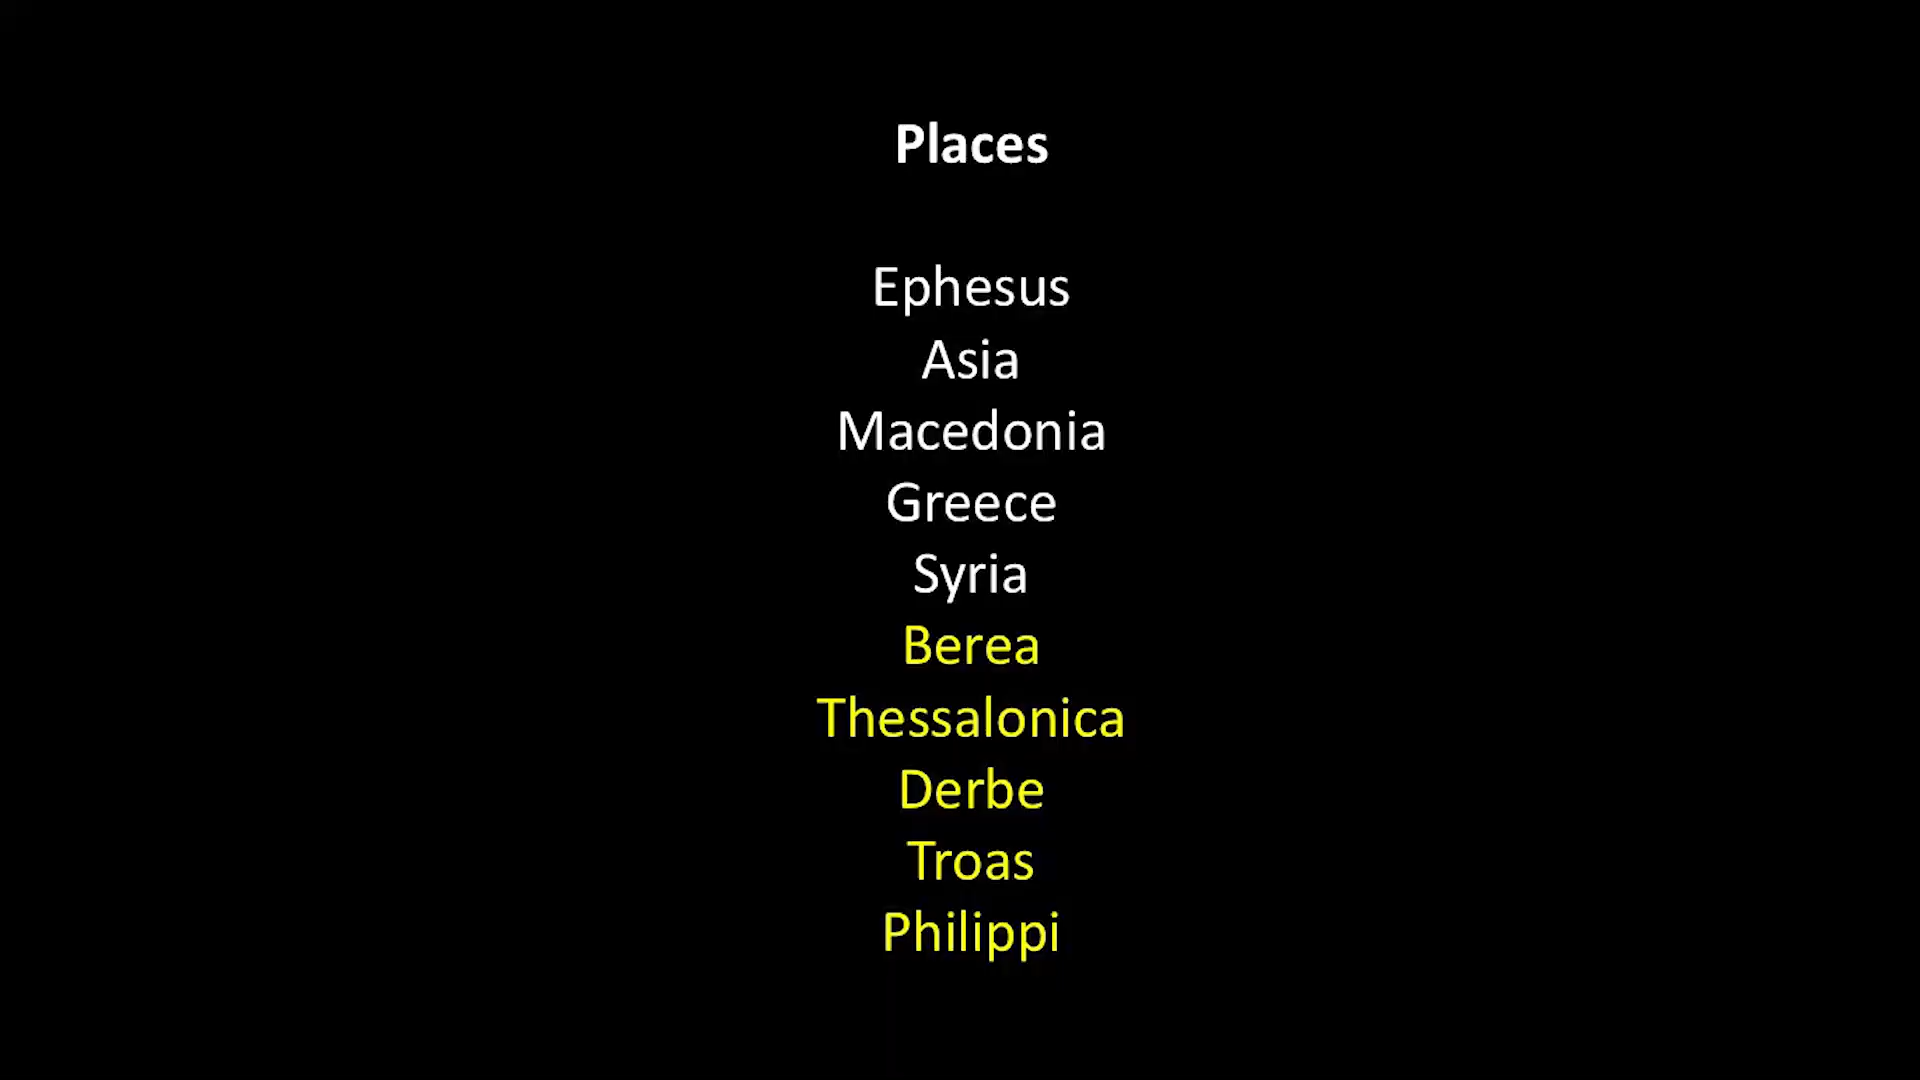 Places
Ephesus
Asia
Macedonia
Greece
Syria
Berea
Thessalonica
Derbe
Troas
Philippi